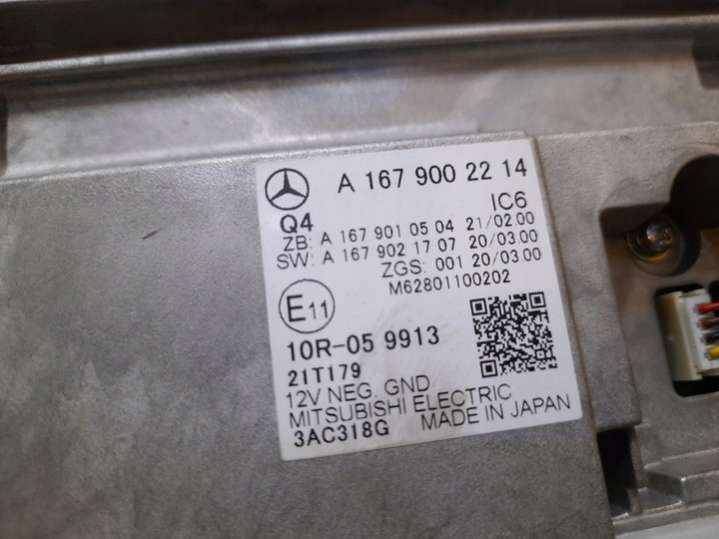 A 167 900 22 14
IC6
Q4
ZB: A 167 901 05 04 21/02 00
SW: A 167 902 17 07 20/03 00
ZGS: 001 20/03 00
M62801100202
E11
10R-05 9913
21T179
12V NEG. GND
MITSUBISHI ELECTRIC
3AC318G MADE IN JAPAN